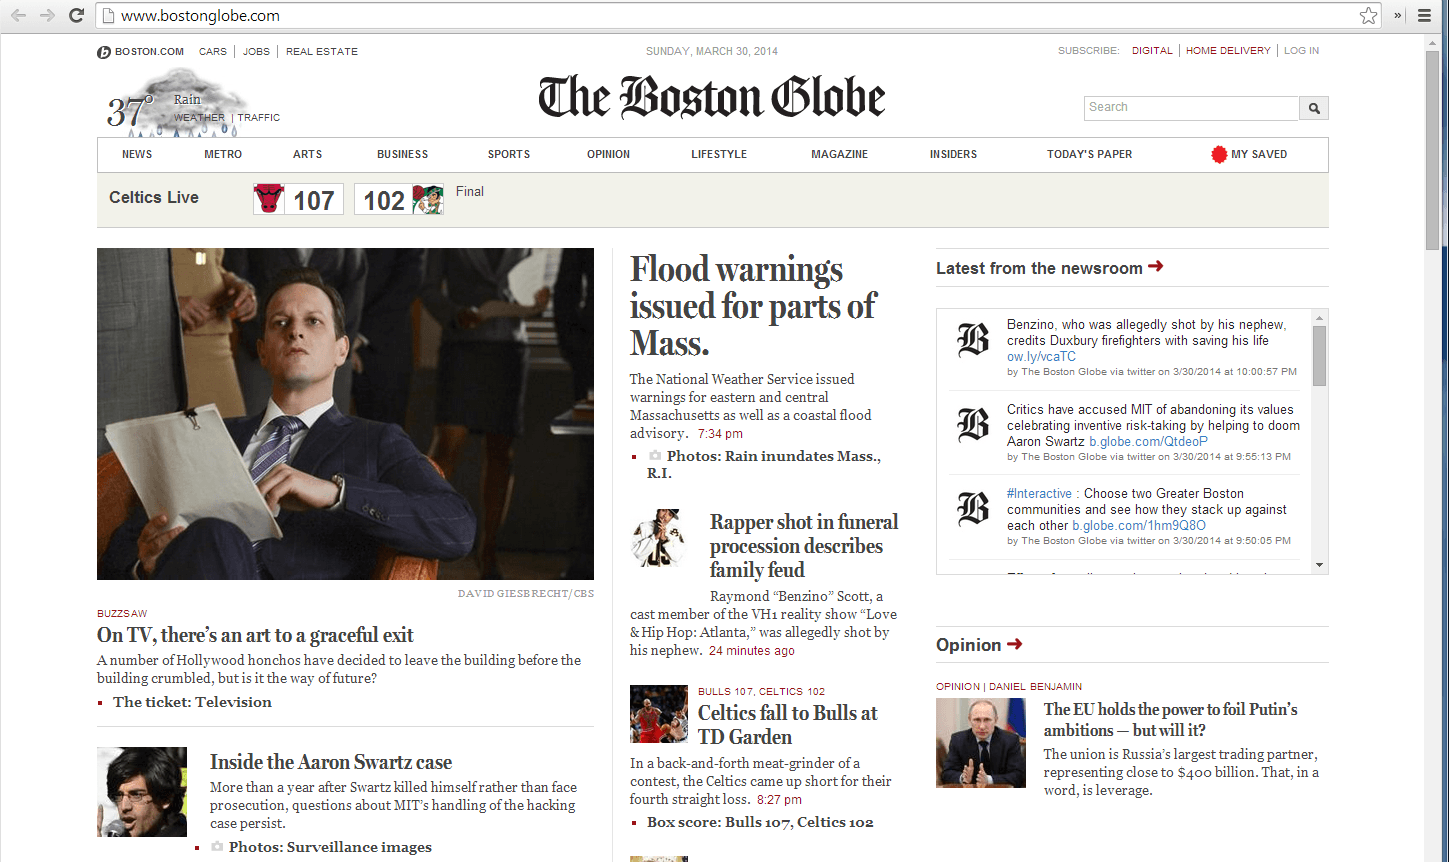 www.bostonglobe.com
BOSTON.COM CARS JOBS REAL ESTATE
SUNDAY, MARCH 30, 2014
SUBSCRIBE: DIGITAL HOME DELIVERY LOG IN
37° Rain
WEATHER | TRAFFIC
The Boston Globe
Search
NEWS METRO ARTS BUSINESS SPORTS OPINION LIFESTYLE MAGAZINE INSIDERS TODAY'S PAPER MY SAVED
Celtics Live 107 102 Final
DAVID GIESBRECHT/CBS
BUZZSAW
On TV, there's an art to a graceful exit
A number of Hollywood honchos have decided to leave the building before the
building crumbled, but is it the way of future?
The ticket: Television
Inside the Aaron Swartz case
More than a year after Swartz killed himself rather than face
prosecution, questions about MIT's handling of the hacking
case persist.
Photos: Surveillance images
Flood warnings
issued for parts of
Mass.
The National Weather Service issued
warnings for eastern and central
Massachusetts as well as a coastal flood
advisory. 7:34 pm
Photos: Rain inundates Mass.,
R.I.
Rapper shot in funeral
procession describes
family feud
Raymond “Benzino” Scott, a
cast member of the VH1 reality show “Love
& Hip Hop: Atlanta,” was allegedly shot by
his nephew. 24 minutes ago
BULLS 107, CELTICS 102
Celtics fall to Bulls at
TD Garden
In a back-and-forth meat-grinder of a
contest, the Celtics came up short for their
fourth straight loss. 8:27 pm
Box score: Bulls 107, Celtics 102
Latest from the newsroom
Benzino, who was allegedly shot by his nephew,
credits Duxbury firefighters with saving his life
ow.ly/vcaTC
by The Boston Globe via twitter on 3/30/2014 at 10:00:57 PM
Critics have accused MIT of abandoning its values
celebrating inventive risk-taking by helping to doom
Aaron Swartz b.globe.com/QtdeoP
by The Boston Globe via twitter on 3/30/2014 at 9:55:13 PM
#Interactive : Choose two Greater Boston
communities and see how they stack up against
each other b.globe.com/1hm9Q8O
by The Boston Globe via twitter on 3/30/2014 at 9:50:05 PM
Opinion
OPINION | DANIEL BENJAMIN
The EU holds the power to foil Putin's
ambitions — but will it?
The union is Russia's largest trading partner,
representing close to $400 billion. That, in a
word, is leverage.